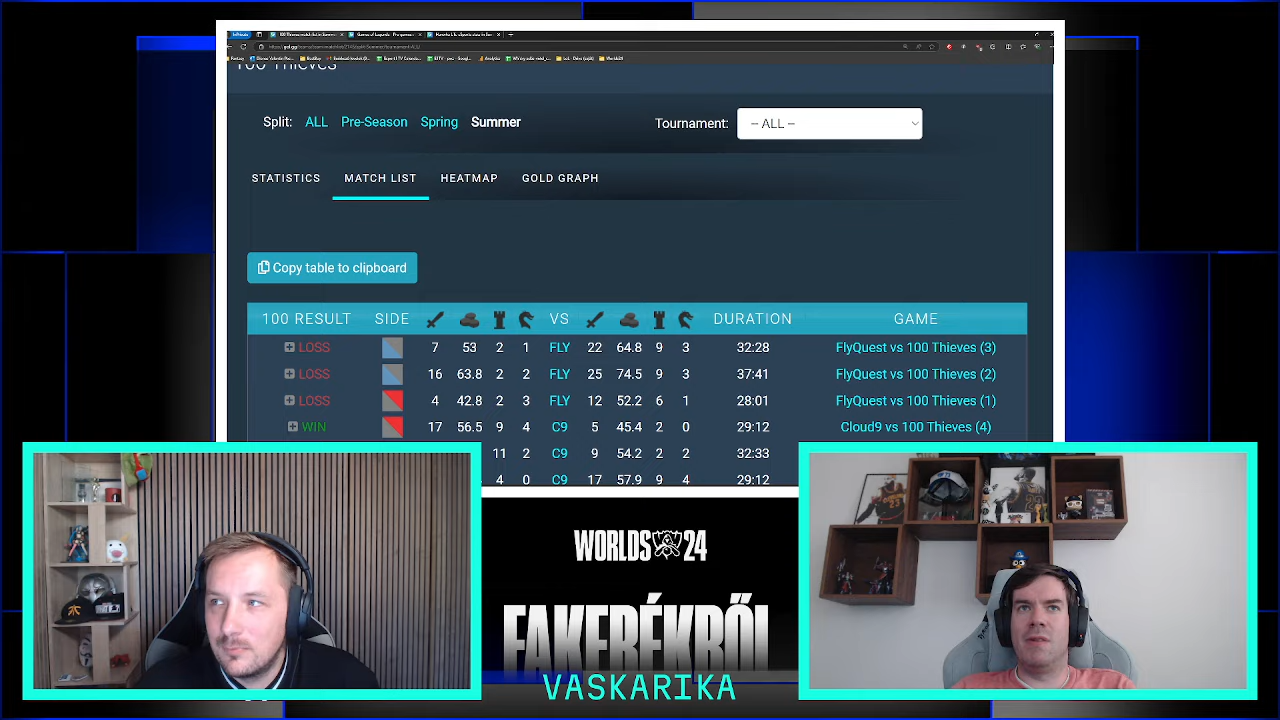 100 Thieves
Split: ALL Pre-Season Spring Summer Tournament: -- ALL --
STATISTICS MATCH LIST HEATMAP GOLD GRAPH
Copy table to clipboard
100 RESULT SIDE VS DURATION GAME
LOSS 7 53 2 1 FLY 22 64.8 9 3 32:28 FlyQuest vs 100 Thieves (3)
LOSS 16 63.8 2 2 FLY 25 74.5 9 3 37:41 FlyQuest vs 100 Thieves (2)
LOSS 4 42.8 2 3 FLY 12 52.2 6 1 28:01 FlyQuest vs 100 Thieves (1)
WIN 17 56.5 9 4 C9 5 45.4 2 0 29:12 Cloud9 vs 100 Thieves (4)
11 2 C9 9 54.2 2 2 32:33
4 0 C9 17 57.9 9 4 29:12
WORLDS 24
FAKERÉKRŐL
VASKARIKA